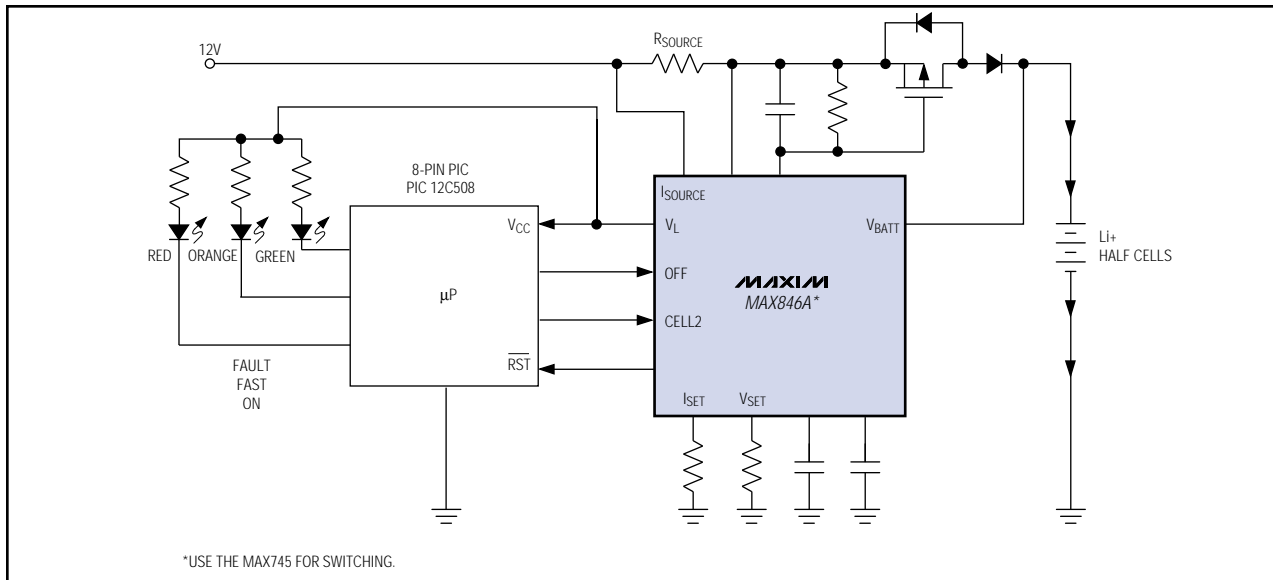 12V
RSOURCE
8-PIN PIC
PIC 12C508
ISOURCE
VCC
VL
VBATT
Li+
HALF CELLS
RED ORANGE GREEN
OFF
µP
MAXIM
MAX846A*
CELL2
RST
FAULT
FAST
ON
ISET
VSET
*USE THE MAX745 FOR SWITCHING.